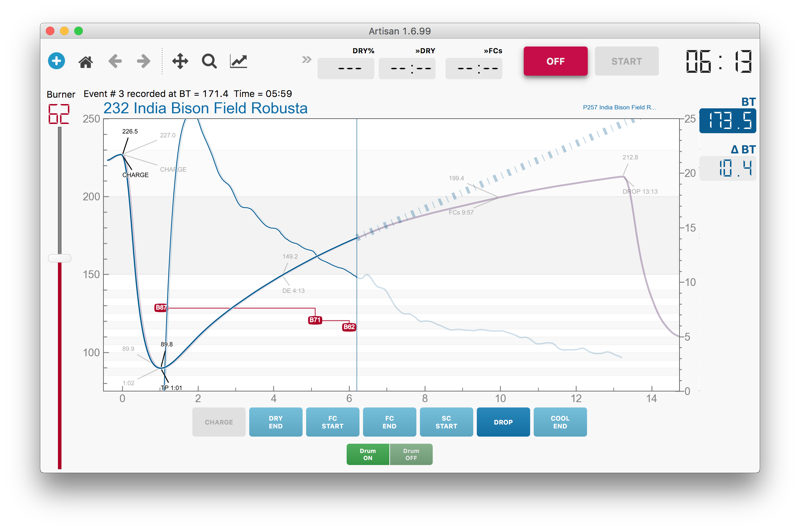 Artisan 1.6.99
DRY% »DRY »FCs
»
--- --:-- --:--
OFF START 06:13
Burner
62
Event # 3 recorded at BT = 171.4 Time = 05:59
232 India Bison Field Robusta
P257 India Bison Field R...
BT
173.5
Δ BT
10.4
250
200
150
100
25
20
15
10
5
0
226.5
227.0
CHARGE
CHARGE
149.2
DE 4:13
199.4
FCs 9:57
212.8
DROP 13:13
B87
B71
B62
89.9
89.8
1:02
TP 1:01
0 2 4 6 8 10 12 14
CHARGE
DRY
END
FC
START
FC
END
SC
START
DROP
COOL
END
Drum
ON
Drum
OFF